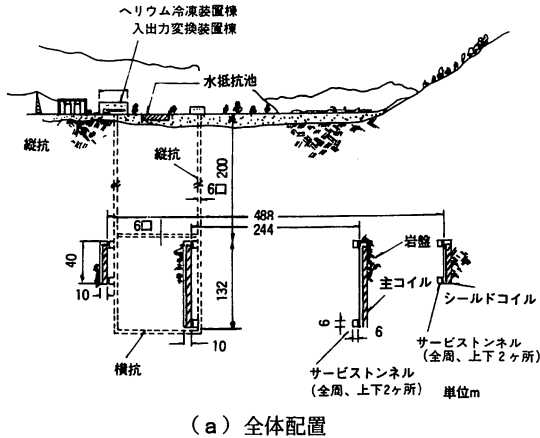 ヘリウム冷凍装置棟
入出力変換装置棟
水抵抗池
縦抗
縦抗
200
6口
488
244
6口
40
10
132
岩盤
主コイル
シールドコイル
6
6
10
横抗
サービストンネル
(全周、上下2ヶ所)
サービストンネル
(全周、上下2ヶ所)
単位m
(a) 全体配置